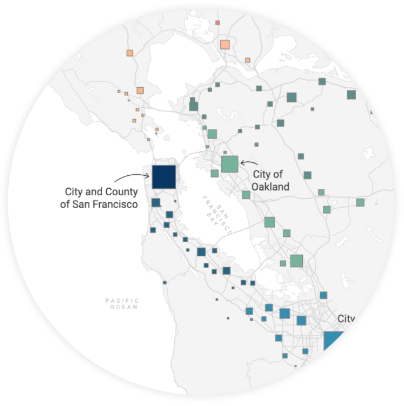 City of
Oakland
City and County
of San Francisco
SAN
FRANCISCO
BAY
PACIFIC
OCEAN
City